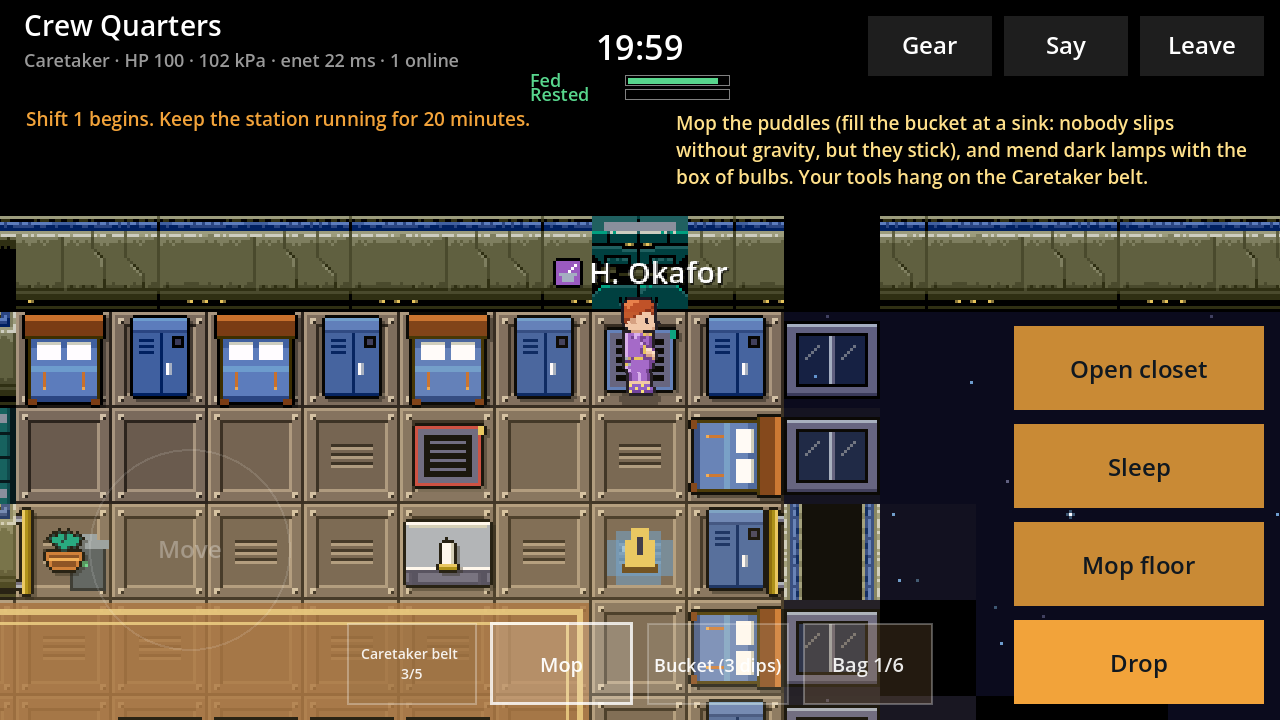 Crew Quarters
Caretaker · HP 100 · 102 kPa · enet 22 ms · 1 online
19:59
Fed
Rested
Gear
Say
Leave
Shift 1 begins. Keep the station running for 20 minutes.
Mop the puddles (fill the bucket at a sink: nobody slips
without gravity, but they stick), and mend dark lamps with the
box of bulbs. Your tools hang on the Caretaker belt.
H. Okafor
Open closet
Sleep
Move
Mop floor
Caretaker belt
3/5
Mop
Bucket (3 dips)
Bag 1/6
Drop